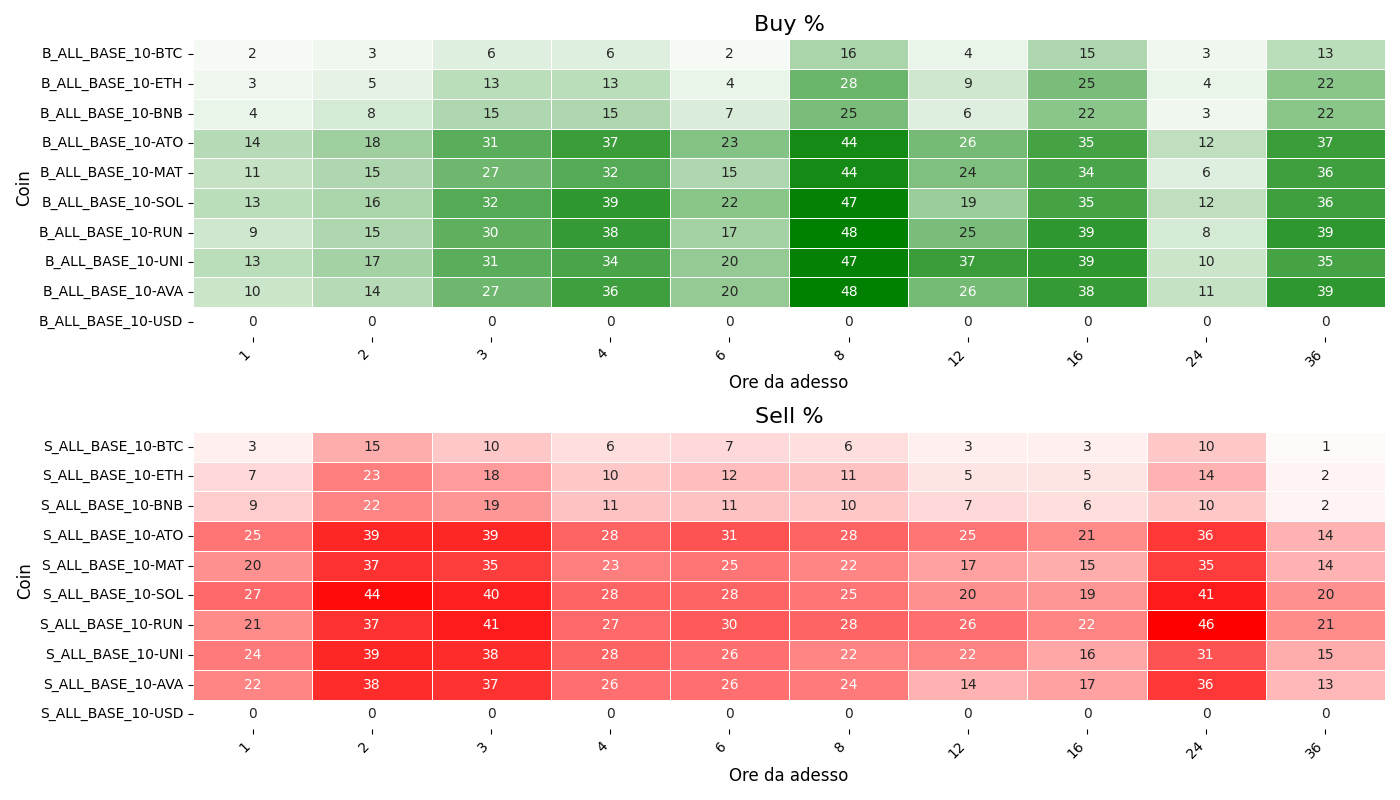 Buy %
Coin
B_ALL_BASE_10-BTC 2 3 6 6 2 16 4 15 3 13
B_ALL_BASE_10-ETH 3 5 13 13 4 28 9 25 4 22
B_ALL_BASE_10-BNB 4 8 15 15 7 25 6 22 3 22
B_ALL_BASE_10-ATO 14 18 31 37 23 44 26 35 12 37
B_ALL_BASE_10-MAT 11 15 27 32 15 44 24 34 6 36
B_ALL_BASE_10-SOL 13 16 32 39 22 47 19 35 12 36
B_ALL_BASE_10-RUN 9 15 30 38 17 48 25 39 8 39
B_ALL_BASE_10-UNI 13 17 31 34 20 47 37 39 10 35
B_ALL_BASE_10-AVA 10 14 27 36 20 48 26 38 11 39
B_ALL_BASE_10-USD 0 0 0 0 0 0 0 0 0 0
1 2 3 4 6 8 12 16 24 36
Ore da adesso
Sell %
Coin
S_ALL_BASE_10-BTC 3 15 10 6 7 6 3 3 10 1
S_ALL_BASE_10-ETH 7 23 18 10 12 11 5 5 14 2
S_ALL_BASE_10-BNB 9 22 19 11 11 10 7 6 10 2
S_ALL_BASE_10-ATO 25 39 39 28 31 28 25 21 36 14
S_ALL_BASE_10-MAT 20 37 35 23 25 22 17 15 35 14
S_ALL_BASE_10-SOL 27 44 40 28 28 25 20 19 41 20
S_ALL_BASE_10-RUN 21 37 41 27 30 28 26 22 46 21
S_ALL_BASE_10-UNI 24 39 38 28 26 22 22 16 31 15
S_ALL_BASE_10-AVA 22 38 37 26 26 24 14 17 36 13
S_ALL_BASE_10-USD 0 0 0 0 0 0 0 0 0 0
1 2 3 4 6 8 12 16 24 36
Ore da adesso